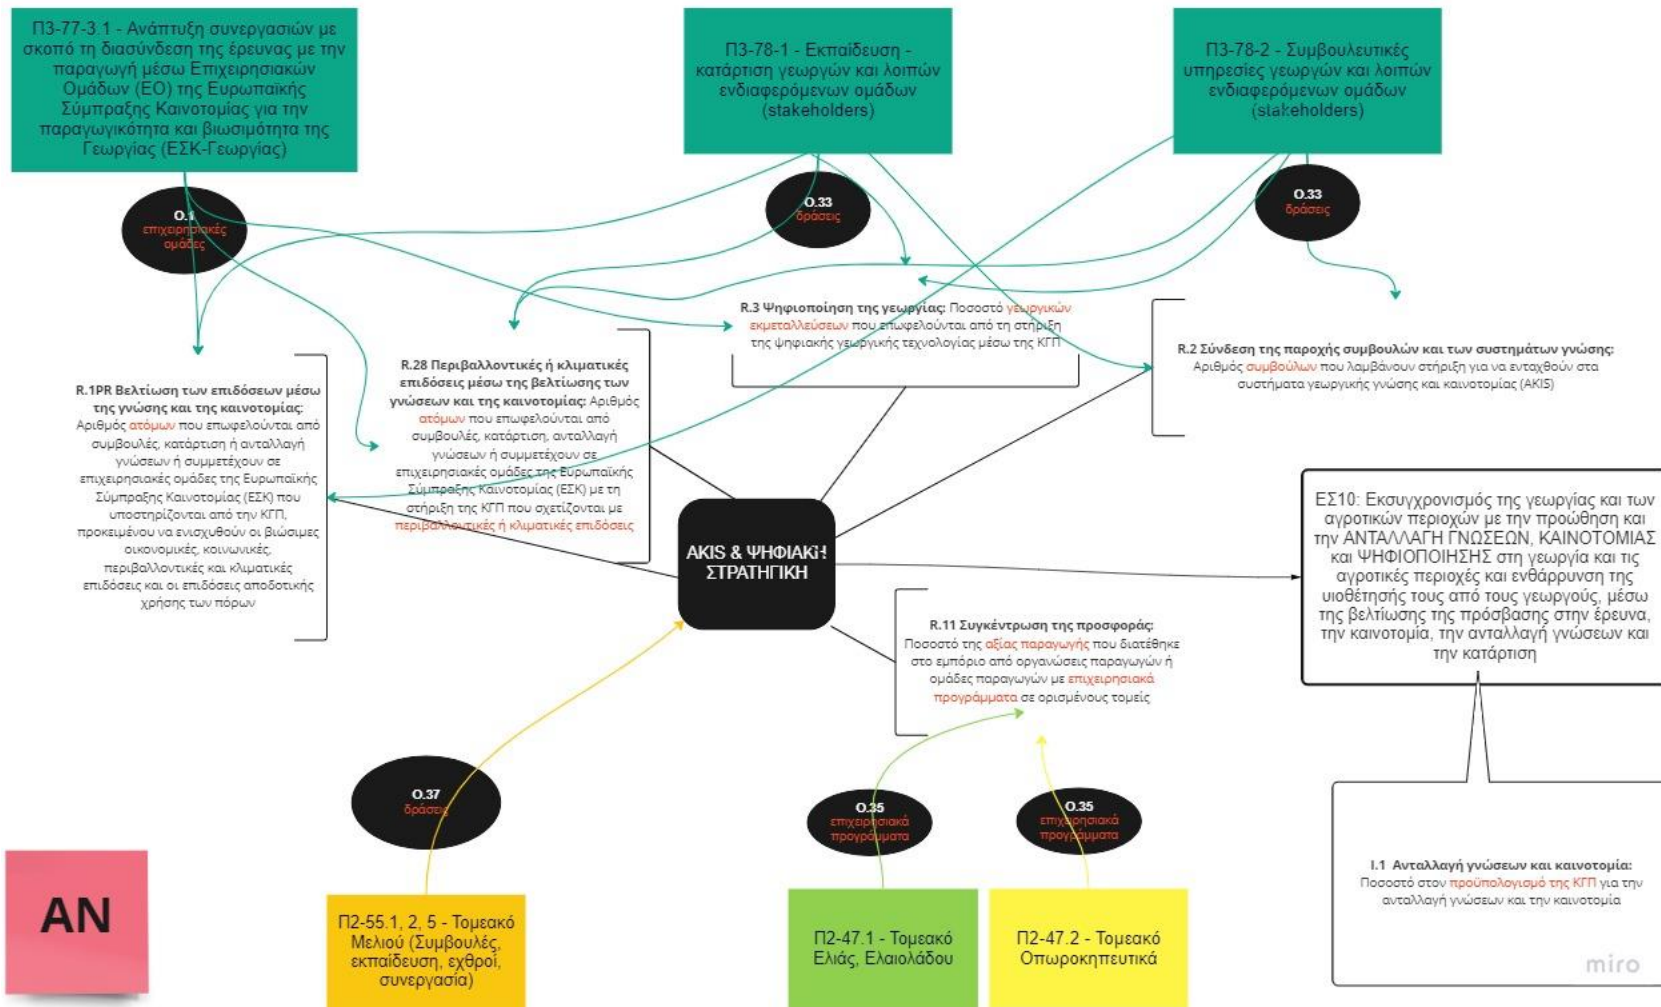 Π3-77-3.1 - Ανάπτυξη συνεργασιών με
σκοπό τη διασύνδεση της έρευνας με την
παραγωγή μέσω Επιχειρησιακών
Ομάδων (ΕΟ) της Ευρωπαϊκής
Σύμπραξης Καινοτομίας για την
παραγωγικότητα και βιωσιμότητα της
Γεωργίας (ΕΣΚ-Γεωργίας)
Π3-78-1 - Εκπαίδευση -
κατάρτιση γεωργών και λοιπών
ενδιαφερόμενων ομάδων
(stakeholders)
Π3-78-2 - Συμβουλευτικές
υπηρεσίες γεωργών και λοιπών
ενδιαφερόμενων ομάδων
(stakeholders)
O.1
επιχειρησιακές
ομάδες
O.33
δράσεις
O.33
δράσεις
R.3 Ψηφιοποίηση της γεωργίας: Ποσοστό γεωργικών
εκμεταλλεύσεων που επωφελούνται από τη στήριξη
της ψηφιακής γεωργικής τεχνολογίας μέσω της ΚΓΠ
R.2 Σύνδεση της παροχής συμβουλών και των συστημάτων γνώσης:
Αριθμός συμβούλων που λαμβάνουν στήριξη για να ενταχθούν στα
συστήματα γεωργικής γνώσης και καινοτομίας (AKIS)
R.28 Περιβαλλοντικές ή κλιματικές
επιδόσεις μέσω της βελτίωσης των
γνώσεων και της καινοτομίας: Αριθμός
ατόμων που επωφελούνται από
συμβουλές, κατάρτιση, ανταλλαγή
γνώσεων ή συμμετέχουν σε
επιχειρησιακές ομάδες της Ευρωπαϊκής
Σύμπραξης Καινοτομίας (ΕΣΚ) με τη
στήριξη της ΚΓΠ που σχετίζονται με
περιβαλλοντικές ή κλιματικές επιδόσεις
R.1PR Βελτίωση των επιδόσεων μέσω
της γνώσης και της καινοτομίας:
Αριθμός ατόμων που επωφελούνται από
συμβουλές, κατάρτιση ή ανταλλαγή
γνώσεων ή συμμετέχουν σε
επιχειρησιακές ομάδες της Ευρωπαϊκής
Σύμπραξης Καινοτομίας (ΕΣΚ) που
υποστηρίζονται από την ΚΓΠ,
προκειμένου να ενισχυθούν οι βιώσιμες
οικονομικές, κοινωνικές,
περιβαλλοντικές και κλιματικές
επιδόσεις και οι επιδόσεις αποδοτικής
χρήσης των πόρων
AKIS & ΨΗΦΙΑΚΗ
ΣΤΡΑΤΗΓΙΚΗ
ΕΣ10: Εκσυγχρονισμός της γεωργίας και των
αγροτικών περιοχών με την προώθηση και
την ΑΝΤΑΛΛΑΓΗ ΓΝΩΣΕΩΝ, ΚΑΙΝΟΤΟΜΙΑΣ
και ΨΗΦΙΟΠΟΙΗΣΗΣ στη γεωργία και τις
αγροτικές περιοχές και ενθάρρυνση της
υιοθέτησής τους από τους γεωργούς, μέσω
της βελτίωσης της πρόσβασης στην έρευνα,
την καινοτομία, την ανταλλαγή γνώσεων και
την κατάρτιση
R.11 Συγκέντρωση της προσφοράς:
Ποσοστό της αξίας παραγωγής που διατέθηκε
στο εμπόριο από οργανώσεις παραγωγών ή
ομάδες παραγωγών με επιχειρησιακά
προγράμματα σε ορισμένους τομείς
O.37
δράσεις
O.35
επιχειρησιακά
προγράμματα
O.35
επιχειρησιακά
προγράμματα
I.1 Ανταλλαγή γνώσεων και καινοτομία:
Ποσοστό στον προϋπολογισμό της ΚΓΠ για την
ανταλλαγή γνώσεων και την καινοτομία
AN
Π2-55.1, 2, 5 - Τομεακό
Μελιού (Συμβουλές,
εκπαίδευση, εχθροί,
συνεργασία)
Π2-47.1 - Τομεακό
Ελιάς, Ελαιολάδου
Π2-47.2 - Τομεακό
Οπωροκηπευτικά
miro